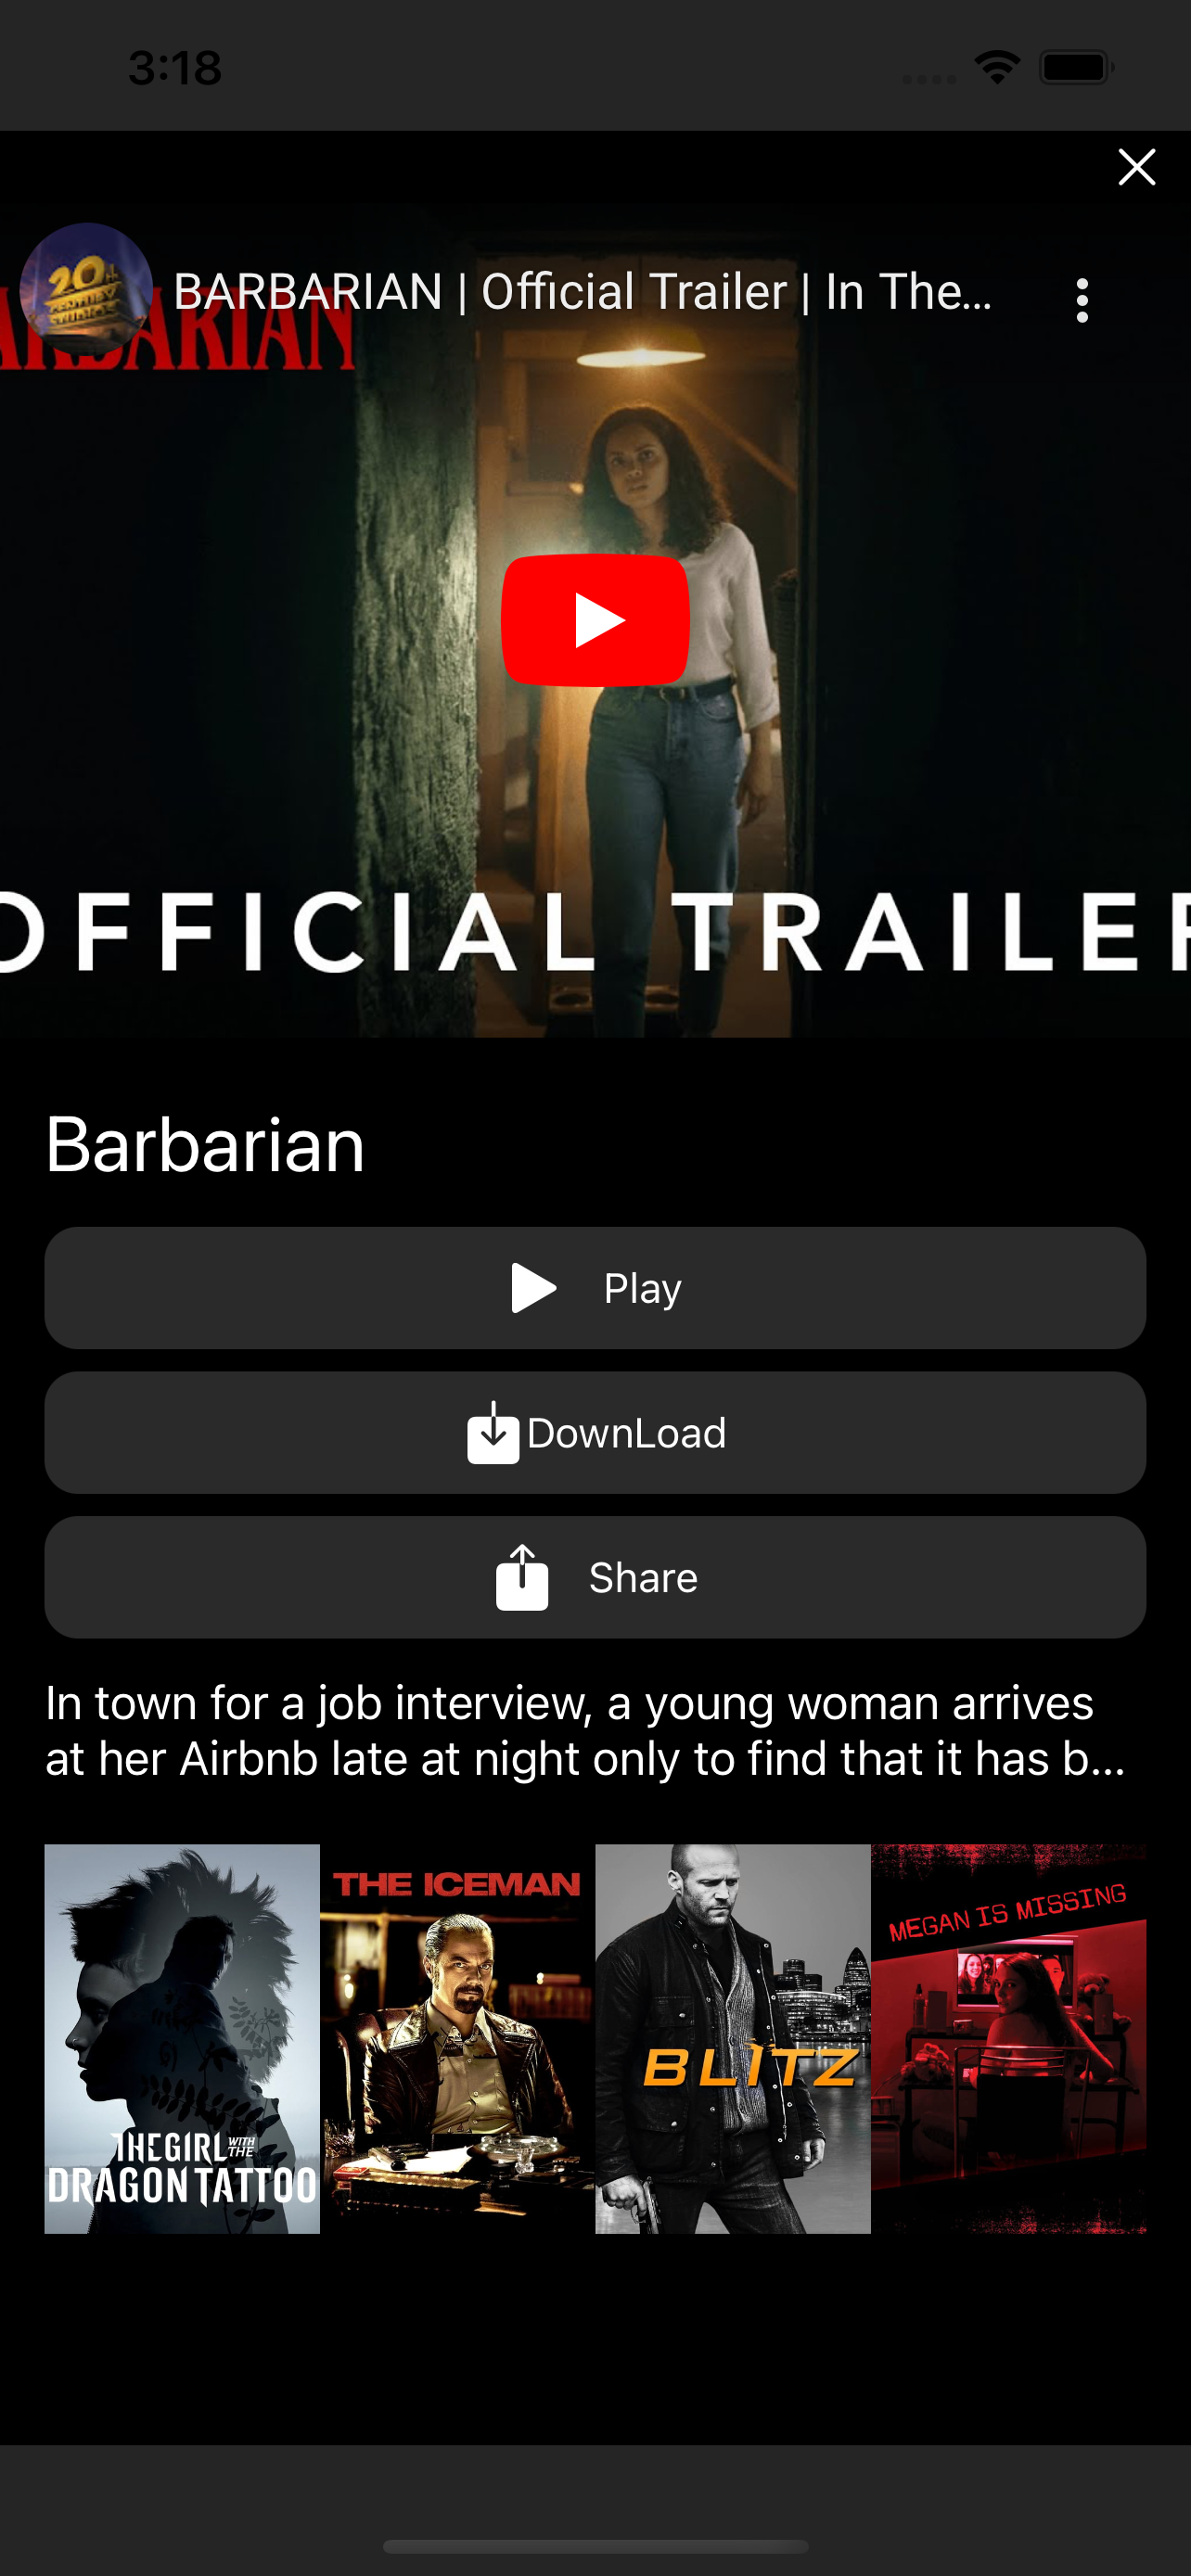 3:18
20th
CENTURY
STUDIOS
BARBARIAN | Official Trailer | In The...
BARBARIAN
OFFICIAL TRAILER
Barbarian
Play
DownLoad
Share
In town for a job interview, a young woman arrives
at her Airbnb late at night only to find that it has b...
THE GIRL WITH THE
DRAGON TATTOO
THE ICEMAN
BLITZ
MEGAN IS MISSING